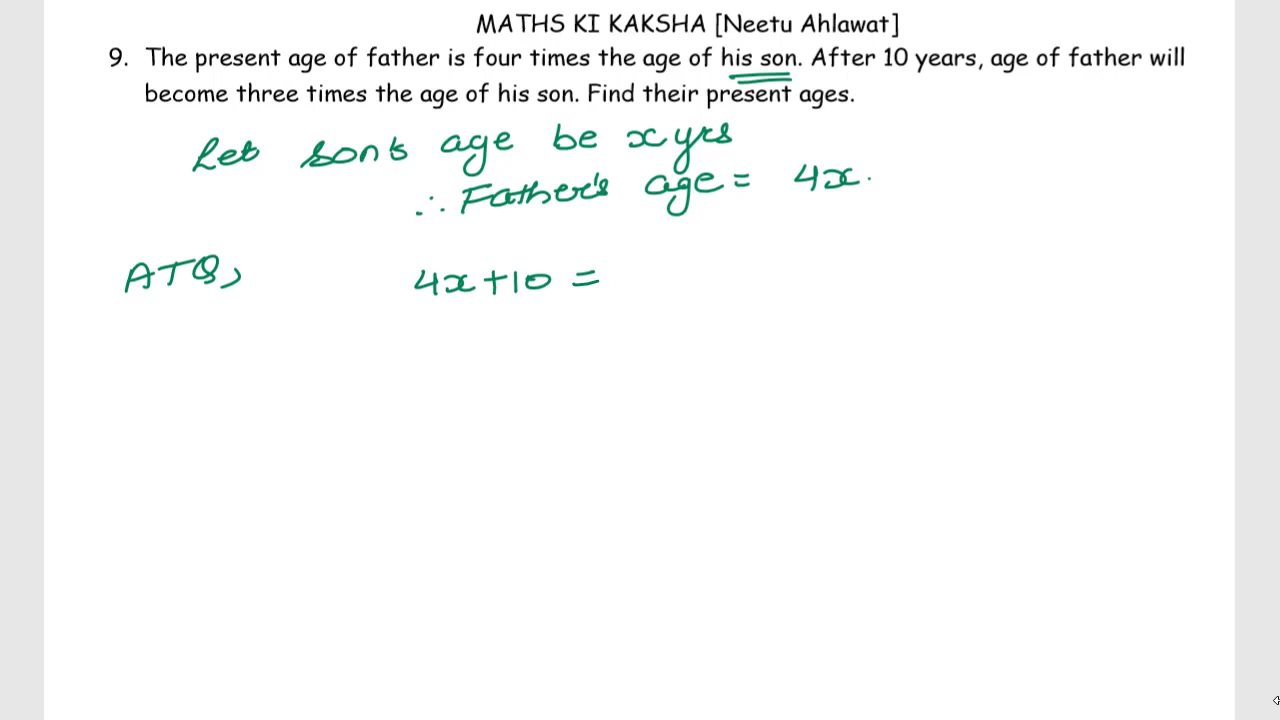 MATHS KI KAKSHA [Neetu Ahlawat]
9. The present age of father is four times the age of his son. After 10 years, age of father will
become three times the age of his son. Find their present ages.
Let son's age be x yrs
∴ Father's age = 4x.
ATQ, 4x+10 =